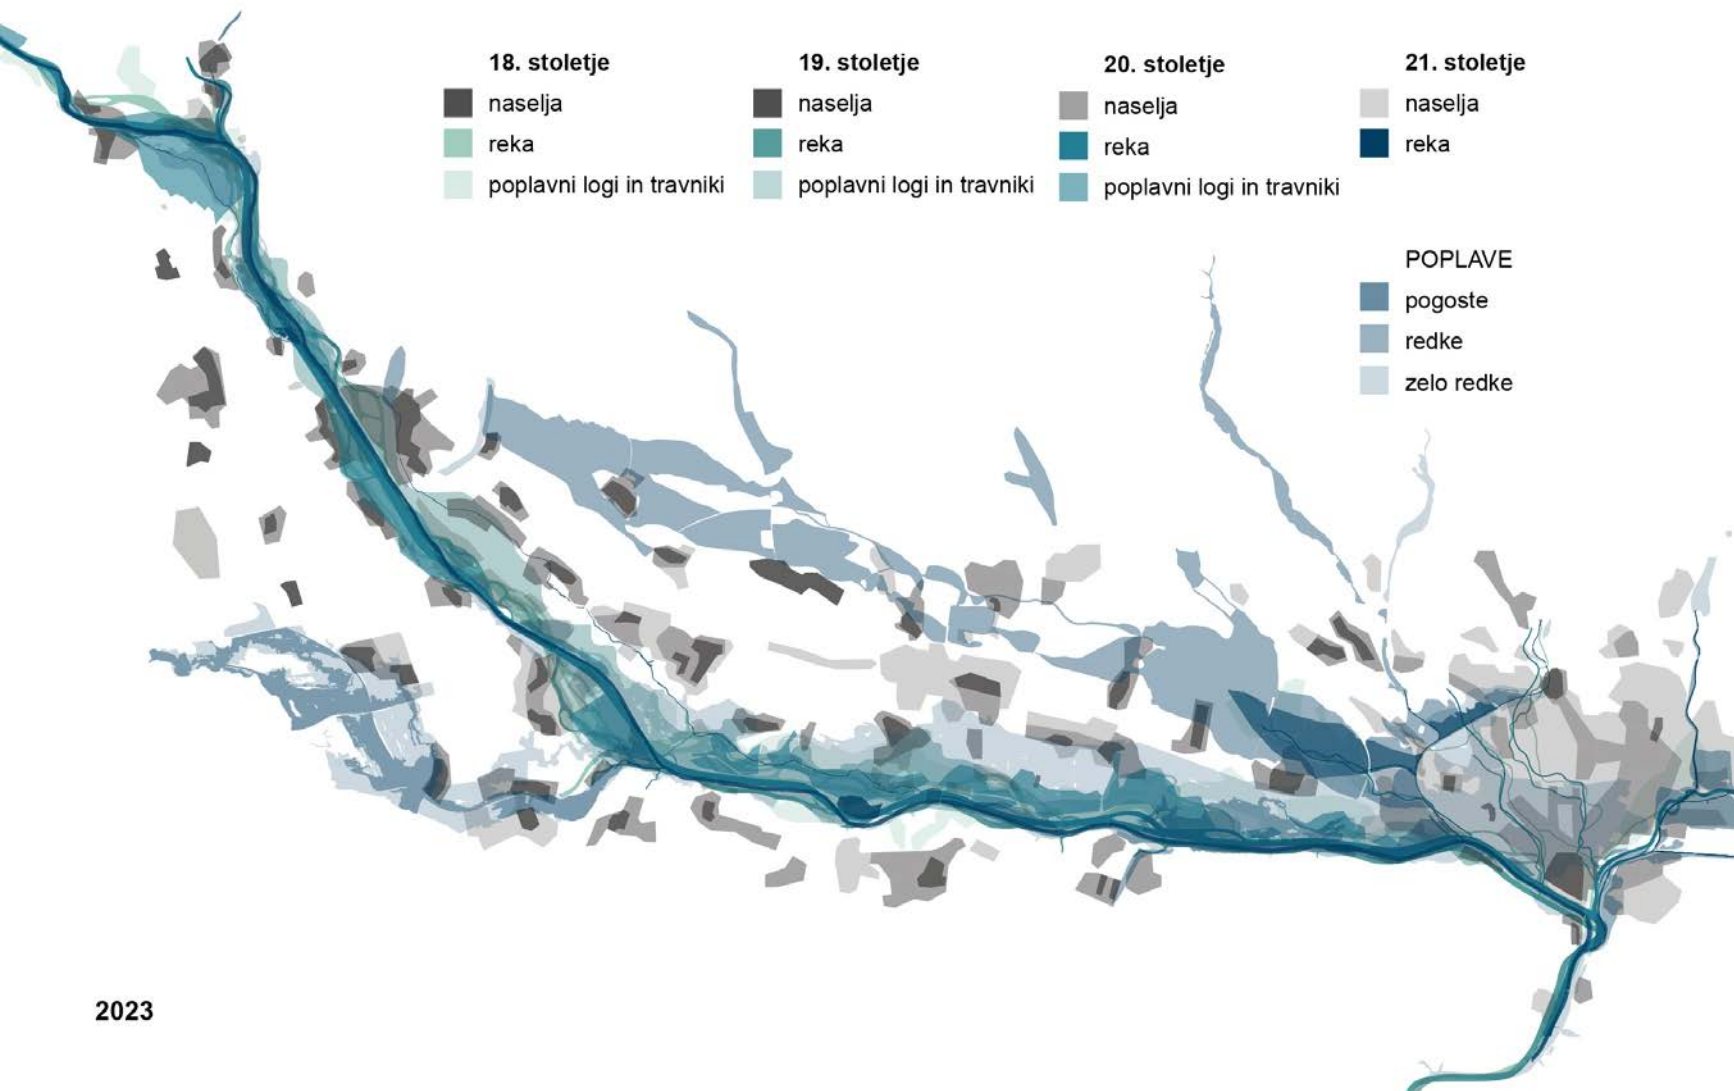 18. stoletje
naselja
reka
poplavni logi in travniki
19. stoletje
naselja
reka
poplavni logi in travniki
20. stoletje
naselja
reka
poplavni logi in travniki
21. stoletje
naselja
reka
POPLAVE
pogoste
redke
zelo redke
2023